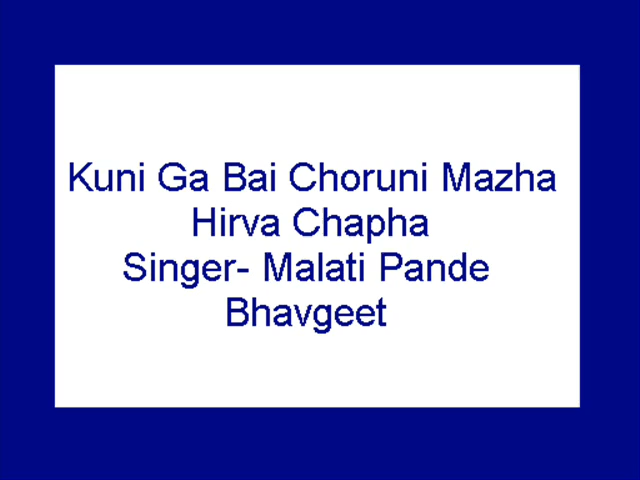 Kuni Ga Bai Choruni Mazha
Hirva Chapha
Singer- Malati Pande
Bhavgeet